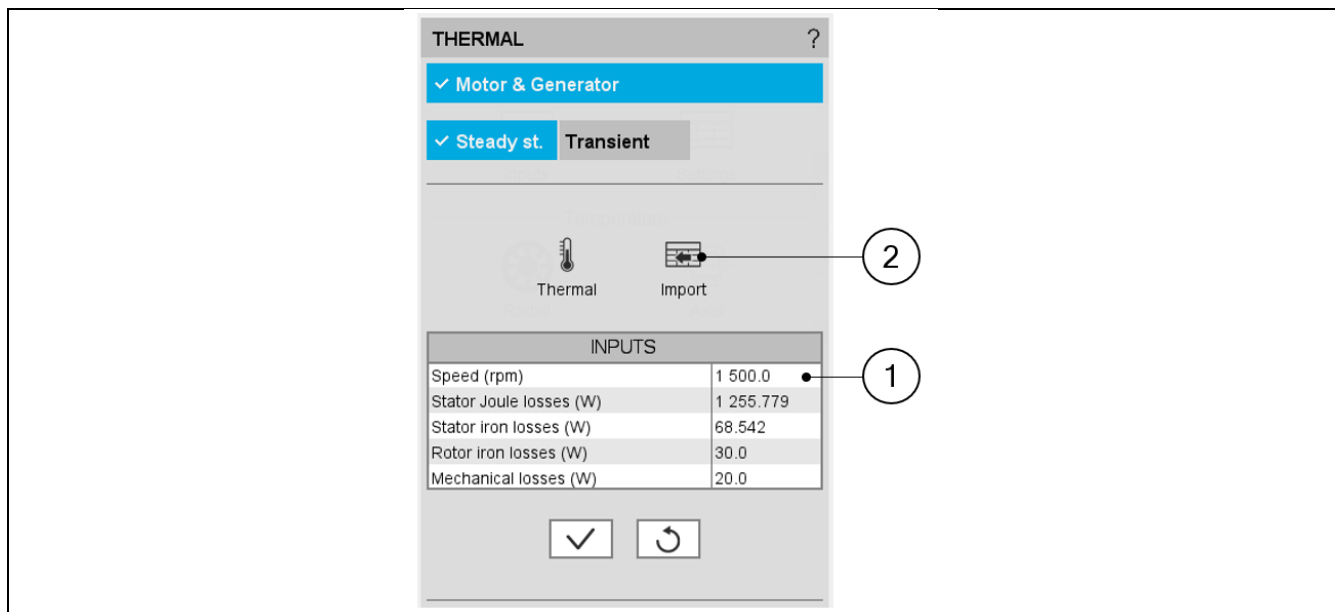 THERMAL ?
✓ Motor & Generator
✓ Steady st. Transient
2
Thermal Import
INPUTS
Speed (rpm) 1 500.0
1
Stator Joule losses (W) 1 255.779
Stator iron losses (W) 68.542
Rotor iron losses (W) 30.0
Mechanical losses (W) 20.0